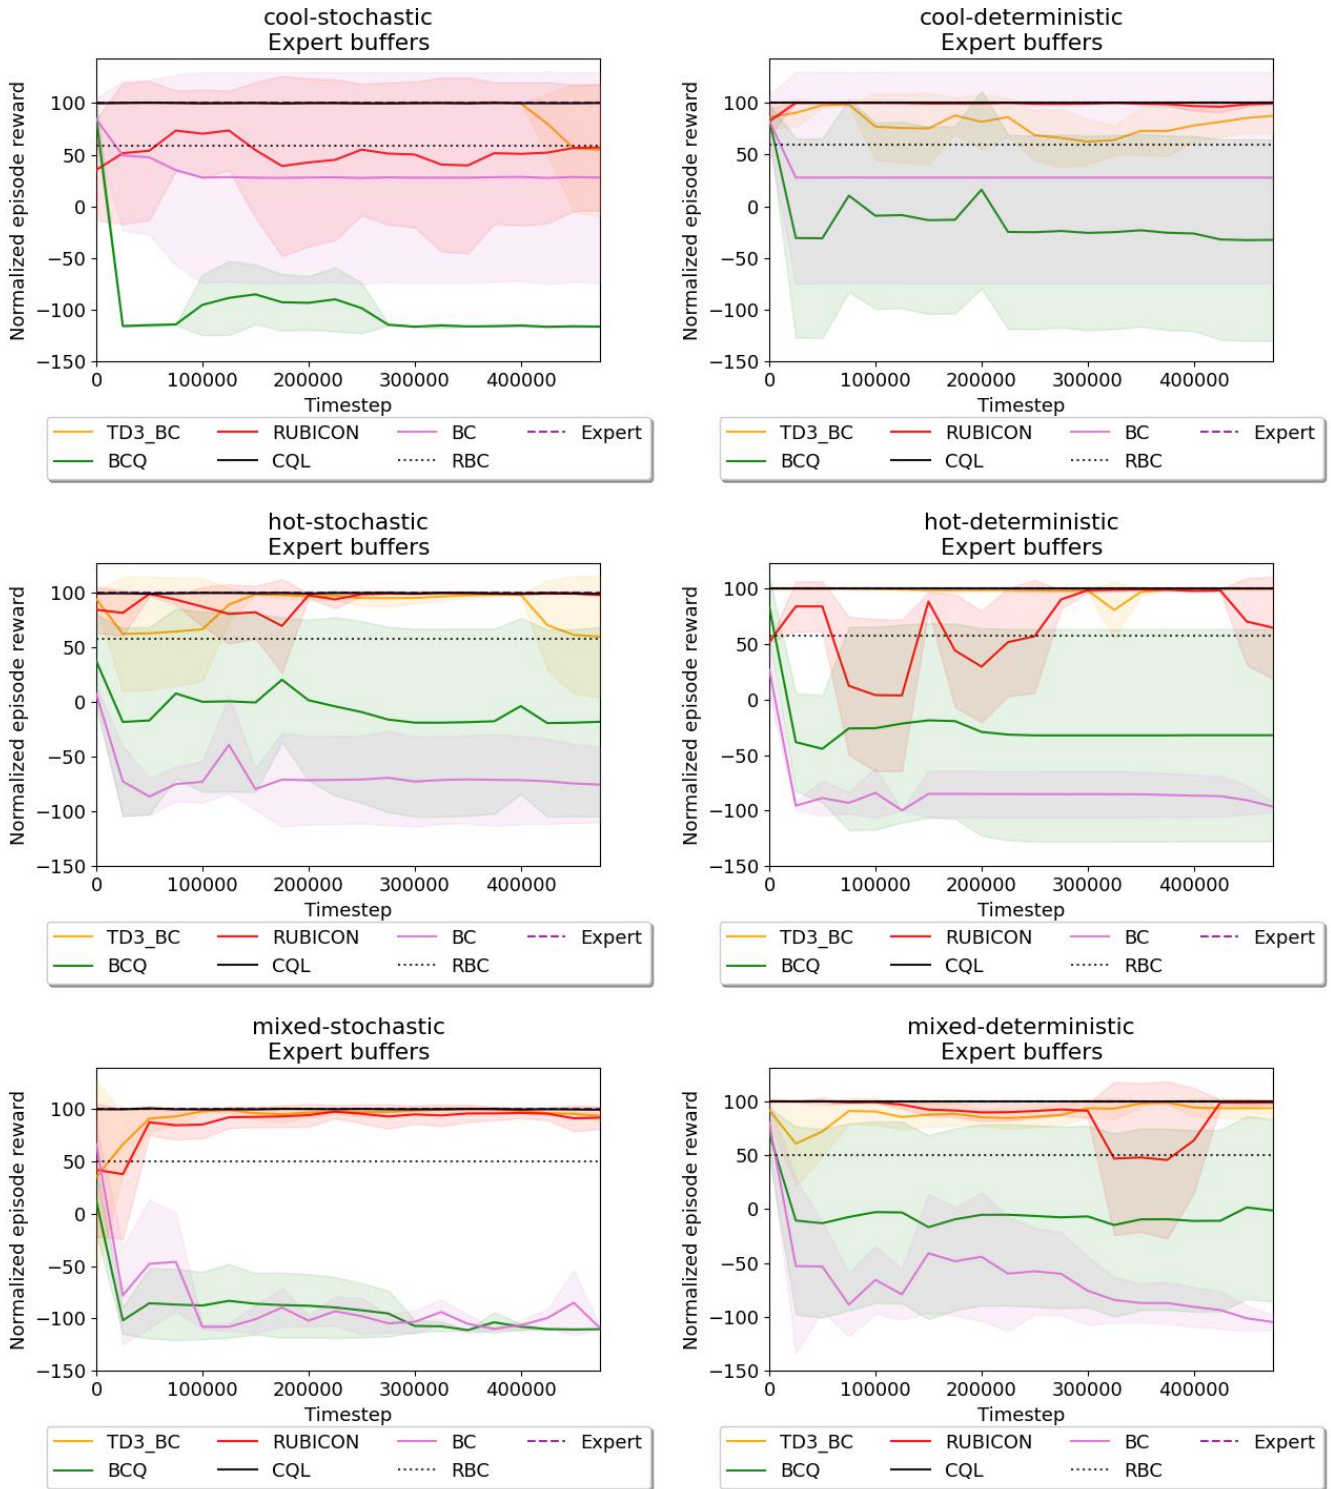 cool-stochastic
Expert buffers
Normalized episode reward
100
50
0
−50
−100
−150
0 100000 200000 300000 400000
Timestep
TD3_BC RUBICON BC Expert
BCQ CQL RBC
cool-deterministic
Expert buffers
Normalized episode reward
100
50
0
−50
−100
−150
0 100000 200000 300000 400000
Timestep
TD3_BC RUBICON BC Expert
BCQ CQL RBC
hot-stochastic
Expert buffers
Normalized episode reward
100
50
0
−50
−100
−150
0 100000 200000 300000 400000
Timestep
TD3_BC RUBICON BC Expert
BCQ CQL RBC
hot-deterministic
Expert buffers
Normalized episode reward
100
50
0
−50
−100
−150
0 100000 200000 300000 400000
Timestep
TD3_BC RUBICON BC Expert
BCQ CQL RBC
mixed-stochastic
Expert buffers
Normalized episode reward
100
50
0
−50
−100
−150
0 100000 200000 300000 400000
Timestep
TD3_BC RUBICON BC Expert
BCQ CQL RBC
mixed-deterministic
Expert buffers
Normalized episode reward
100
50
0
−50
−100
−150
0 100000 200000 300000 400000
Timestep
TD3_BC RUBICON BC Expert
BCQ CQL RBC